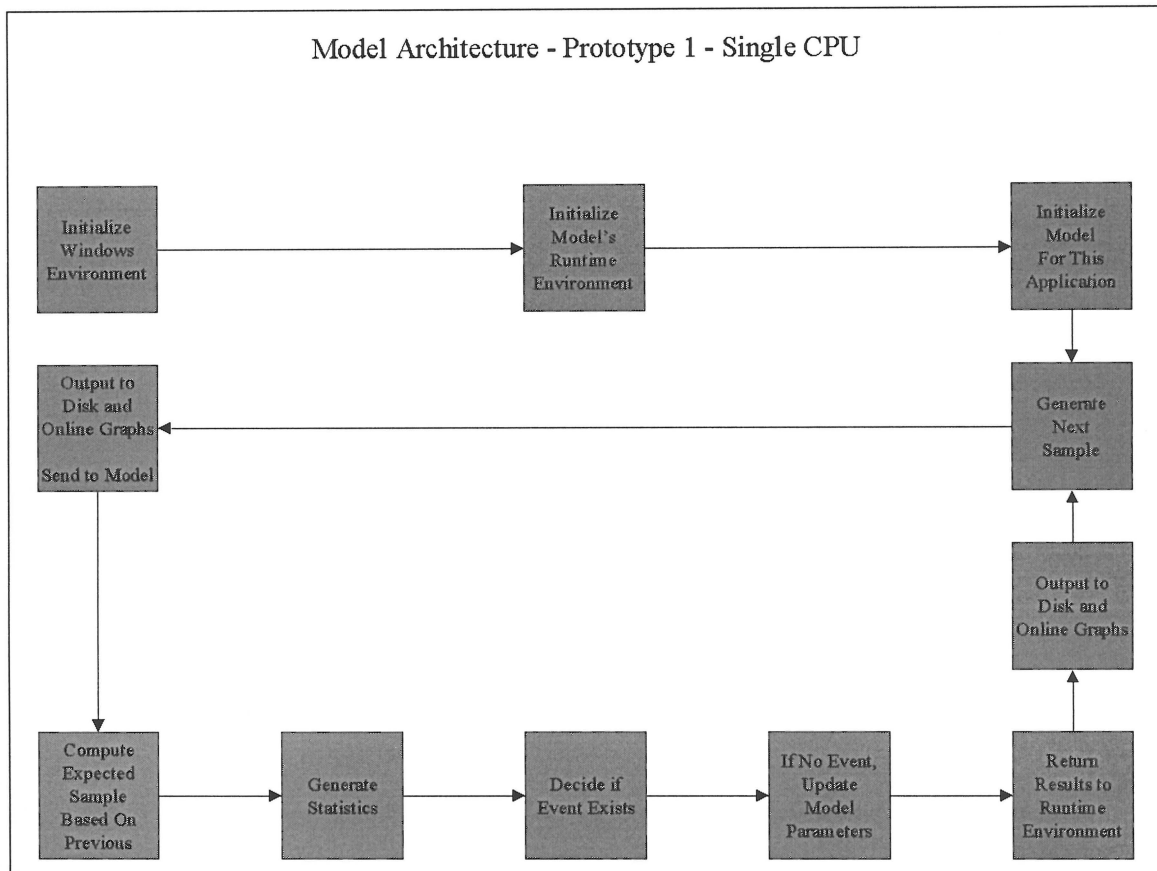 Model Architecture - Prototype 1 - Single CPU
Initialize
Windows
Environment
Initialize
Model's
Runtime
Environment
Initialize
Model
For This
Application
Output to
Disk and
Online Graphs
Send to Model
Generate
Next
Sample
Output to
Disk and
Online Graphs
Compute
Expected
Sample
Based On
Previous
Generate
Statistics
Decide if
Event Exists
If No Event,
Update
Model
Parameters
Return
Results to
Runtime
Environment